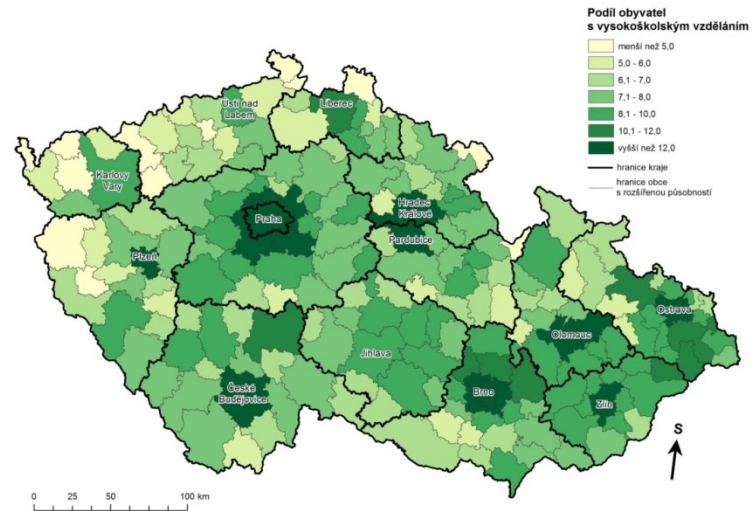 Podíl obyvatel
s vysokoškolským vzděláním
menší než 5,0
5,0 - 6,0
6,1 - 7,0
7,1 - 8,0
8,1 - 10,0
10,1 - 12,0
vyšší než 12,0
hranice kraje
hranice obce
s rozšířenou působností
Ústí nad
Labem
Liberec
Karlovy
Vary
Praha
Hradec
Králové
Pardubice
Plzeň
Ostrava
Olomouc
Jihlava
České
Budějovice
Brno
Zlín
S
0 25 50 100 km